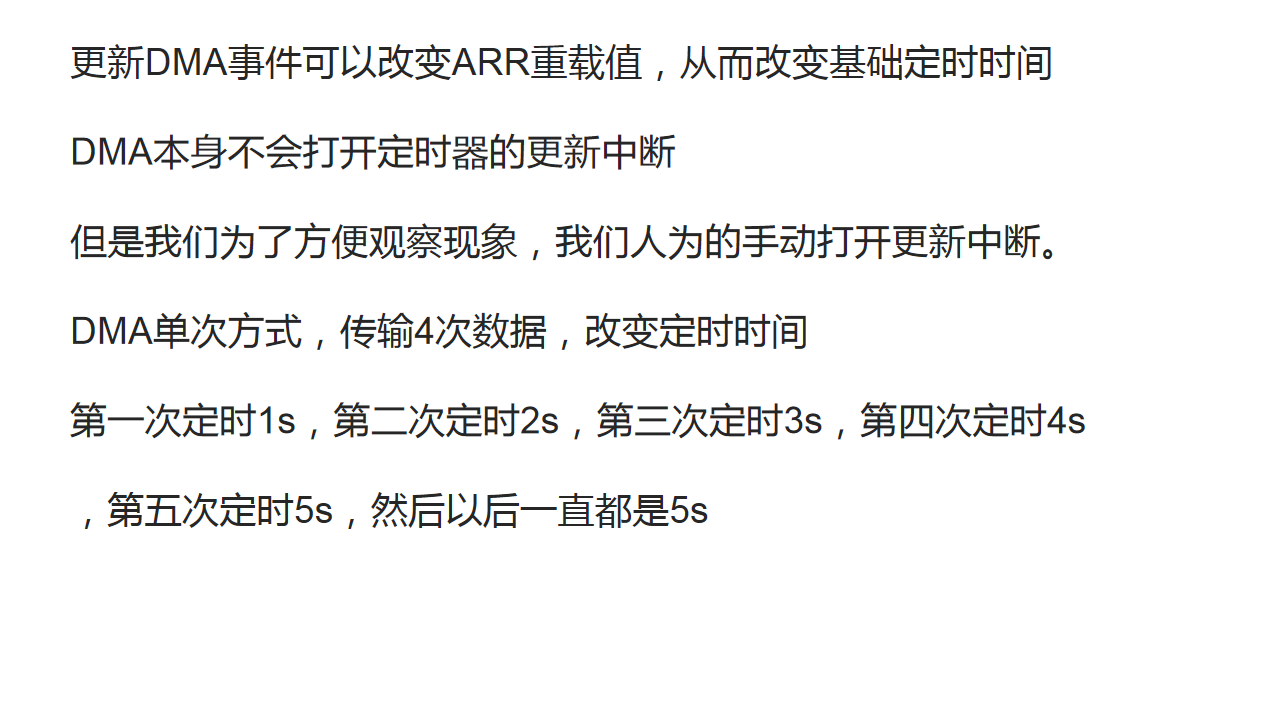 更新DMA事件可以改变ARR重载值，从而改变基础定时时间
DMA本身不会打开定时器的更新中断
但是我们为了方便观察现象，我们人为的手动打开更新中断。
DMA单次方式，传输4次数据，改变定时时间
第一次定时1s，第二次定时2s，第三次定时3s，第四次定时4s
，第五次定时5s，然后以后一直都是5s